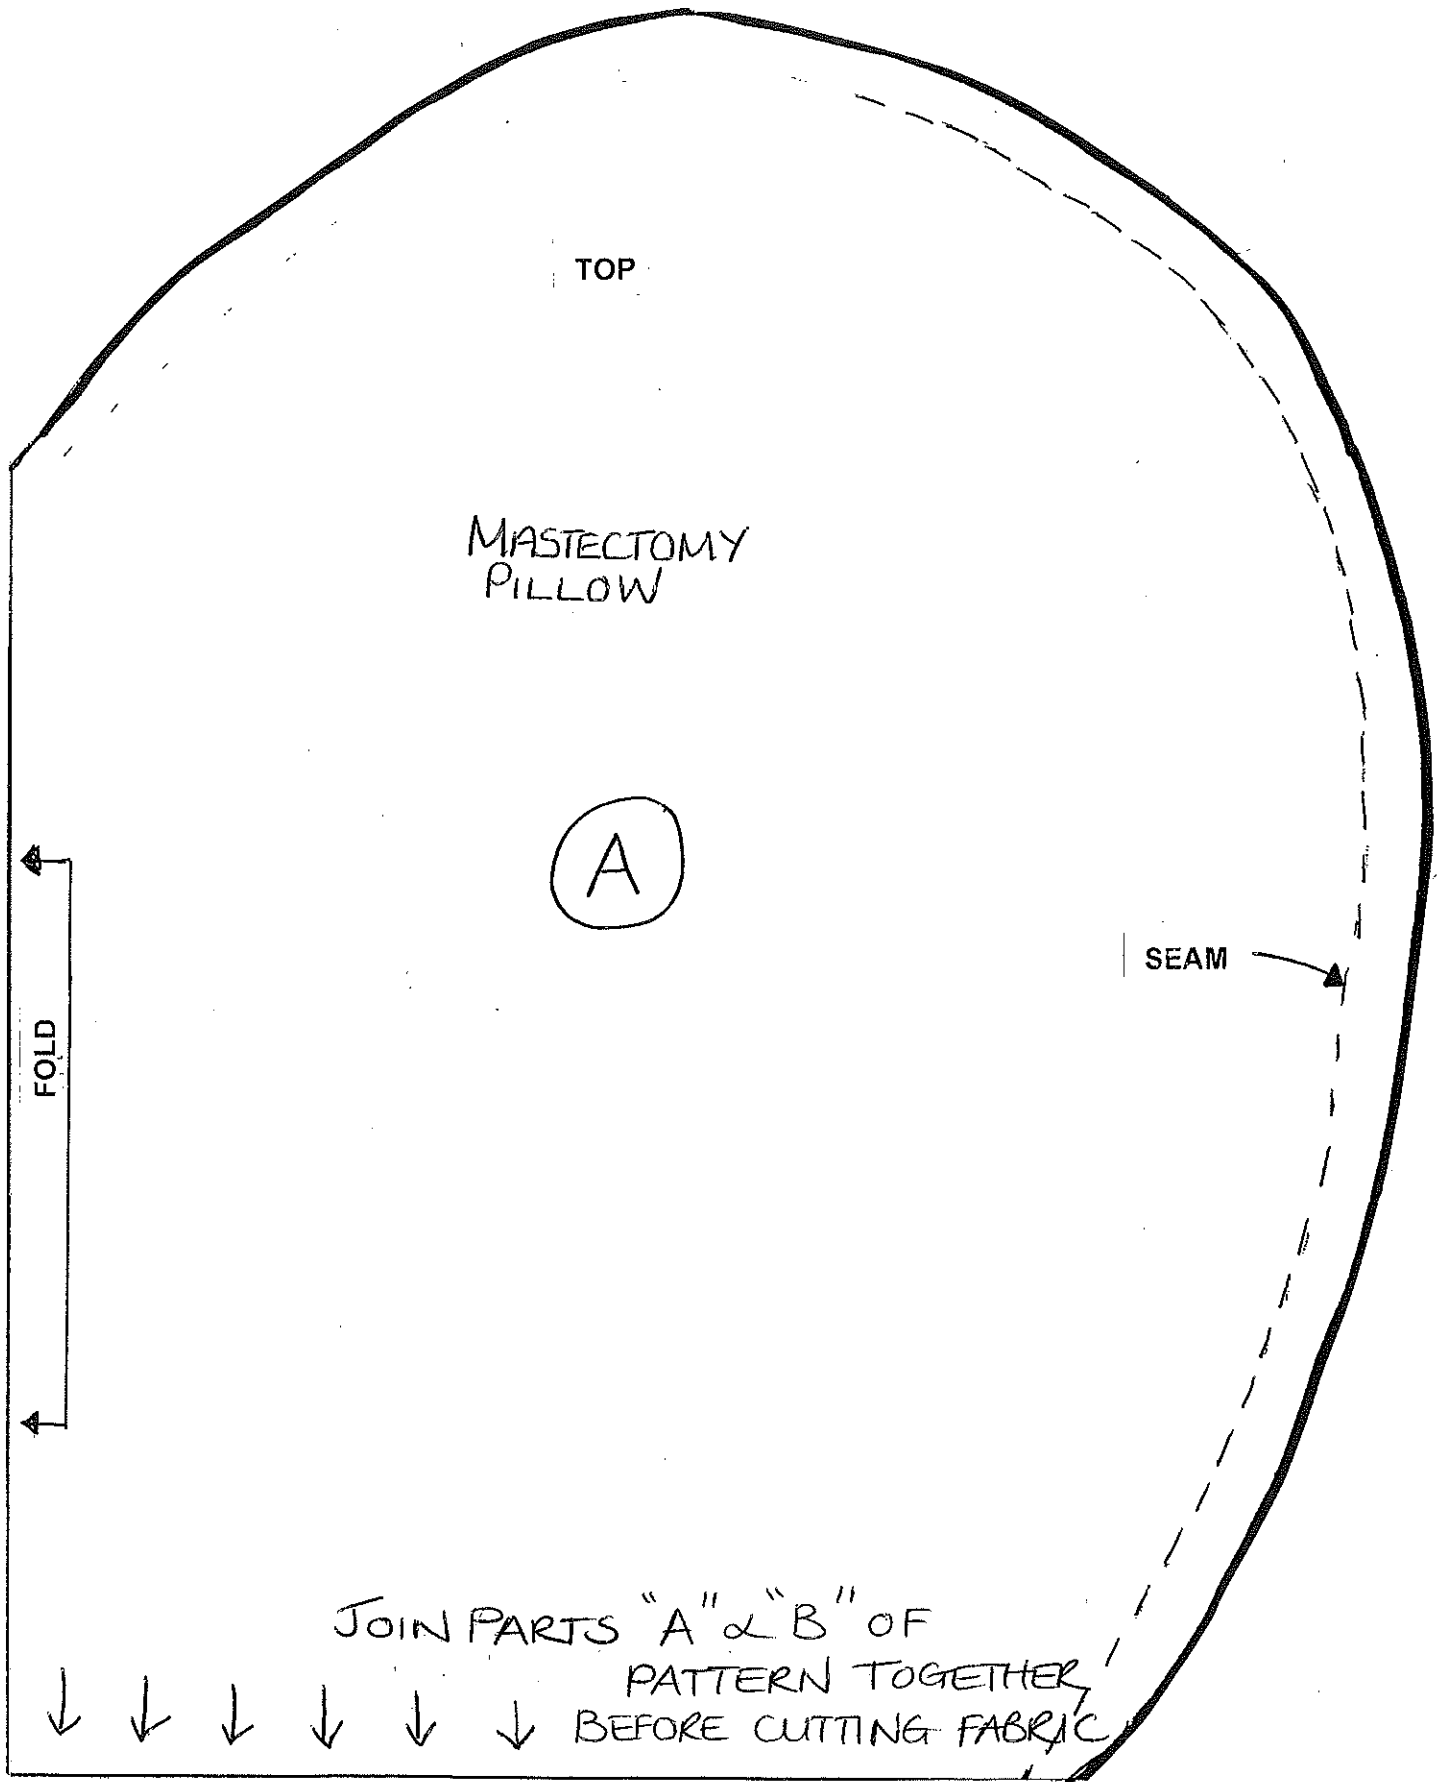 TOP
MASTECTOMY
PILLOW
A
SEAM
FOLD
JOIN PARTS "A" & "B" OF
PATTERN TOGETHER
BEFORE CUTTING FABRIC